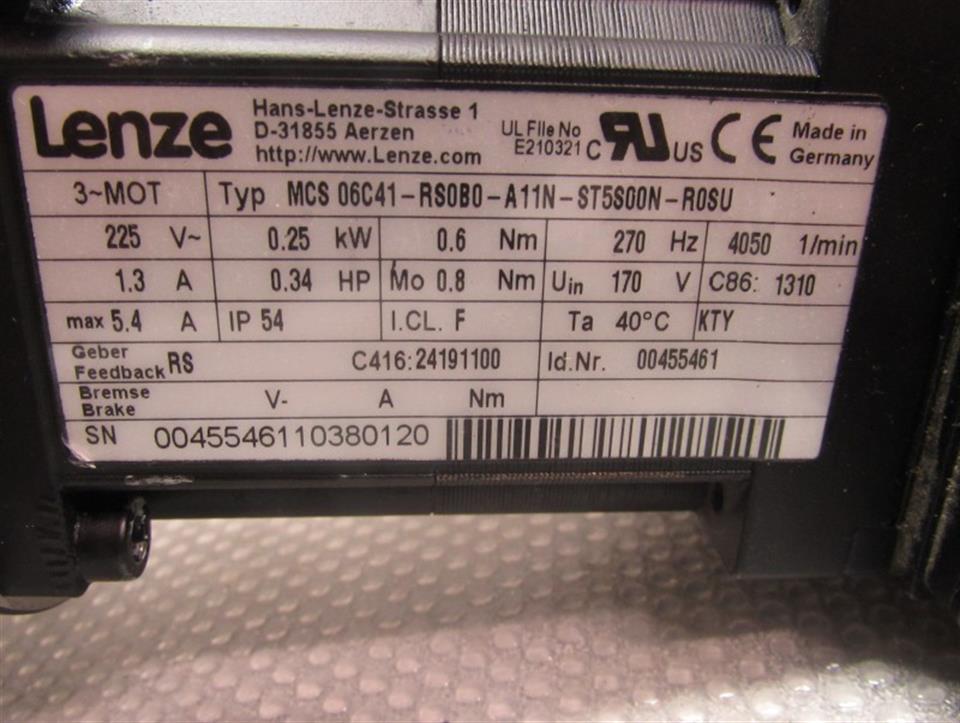 Lenze
Hans-Lenze-Strasse 1
D-31855 Aerzen
http://www.Lenze.com
UL File No
E210321
c RU US CE
Made in
Germany
3~MOT Typ MCS 06C41-RS0B0-A11N-ST5S00N-R0SU
225 V~ 0.25 kW 0.6 Nm 270 Hz 4050 1/min
1.3 A 0.34 HP Mo 0.8 Nm Uin 170 V C86: 1310
max 5,4 A IP 54 I.CL. F Ta 40°C KTY
Geber
Feedback RS C416:24191100 Id.Nr. 00455461
Bremse
Brake V- A Nm
SN 0045546110380120